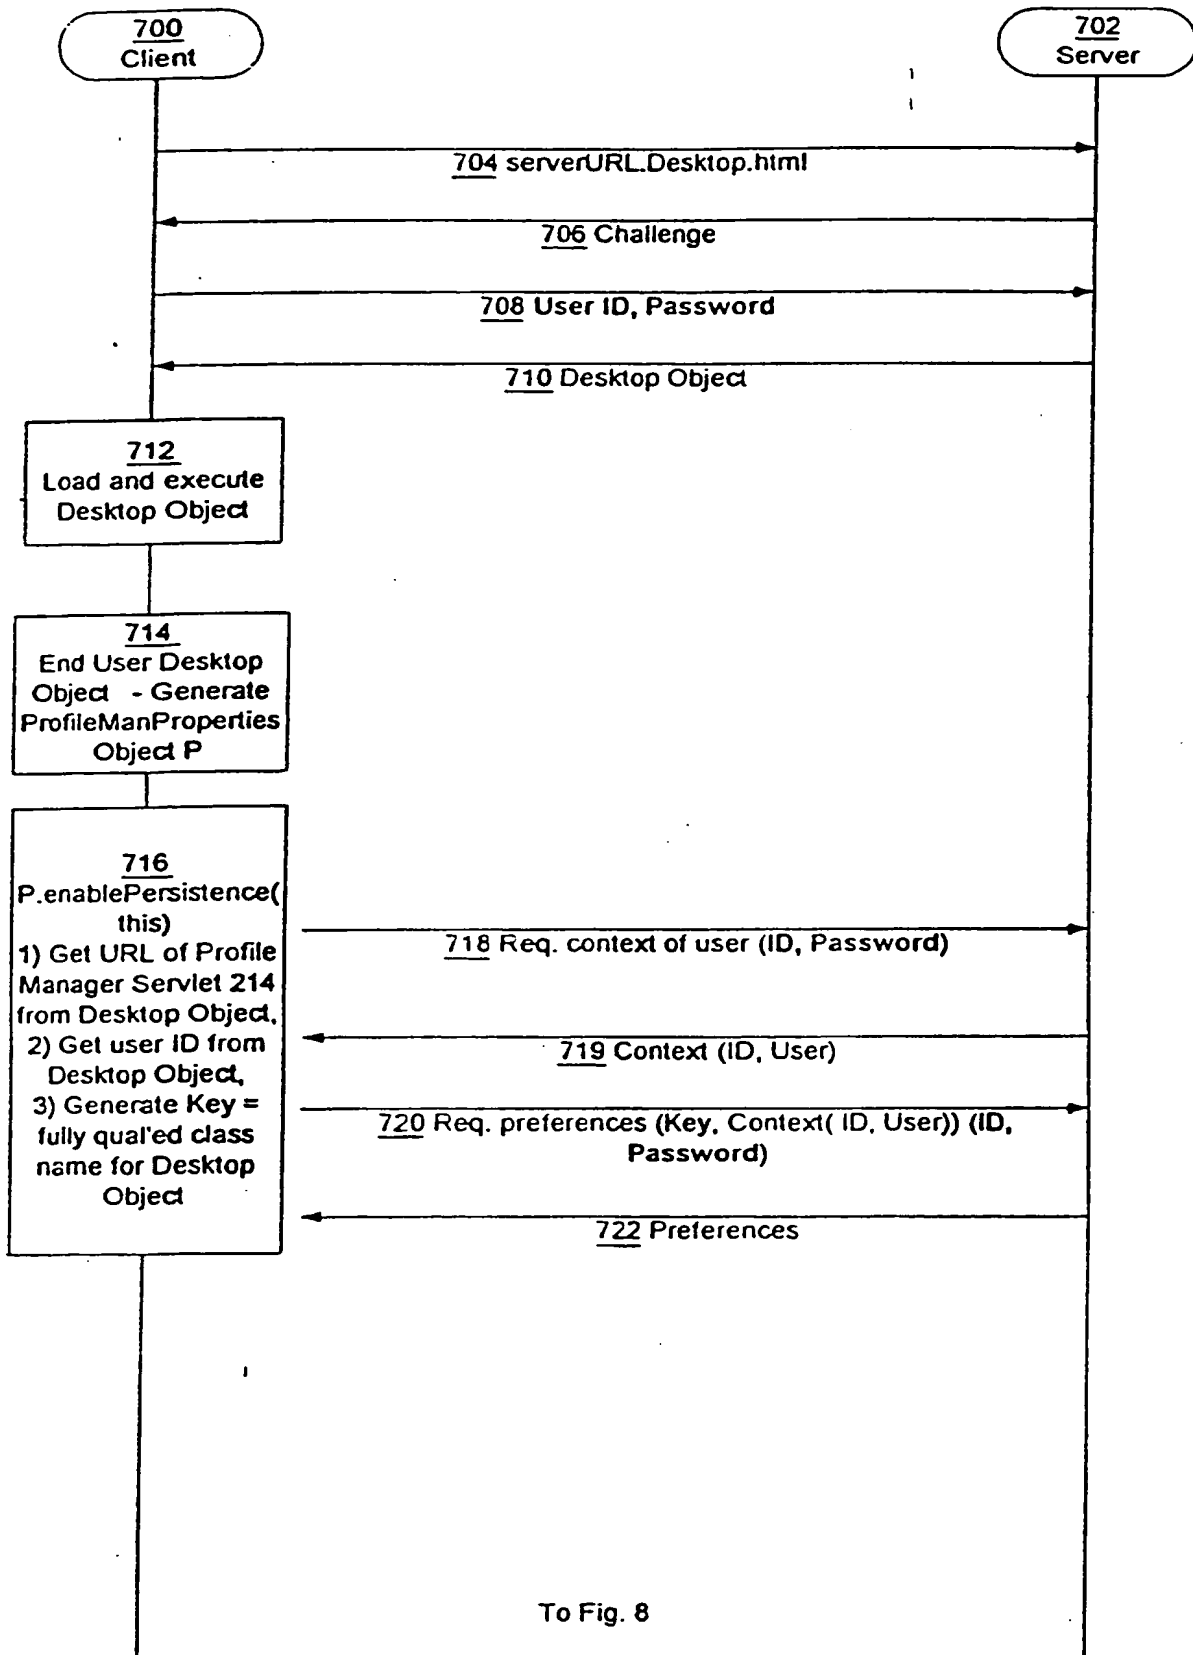 700
Client
702
Server
704 serverURL.Desktop.html
706 Challenge
708 User ID, Password
710 Desktop Object
712
Load and execute
Desktop Object
714
End User Desktop
Object - Generate
ProfileManProperties
Object P
716
P.enablePersistence(
this)
1) Get URL of Profile
Manager Servlet 214
from Desktop Object,
2) Get user ID from
Desktop Object,
3) Generate Key =
fully qual'ed class
name for Desktop
Object
718 Req. context of user (ID, Password)
719 Context (ID, User)
720 Req. preferences (Key, Context( ID, User)) (ID,
Password)
722 Preferences
To Fig. 8